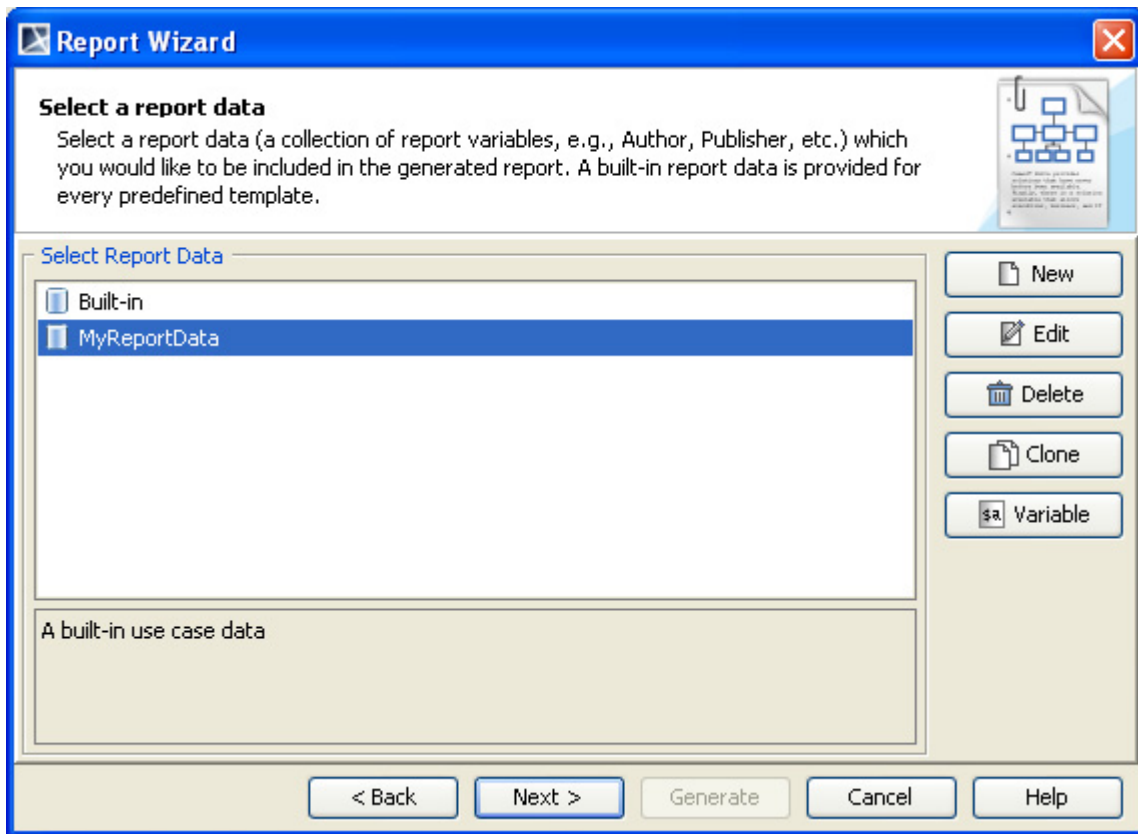 Report Wizard
Select a report data
Select a report data (a collection of report variables, e.g., Author, Publisher, etc.) which
you would like to be included in the generated report. A built-in report data is provided for
every predefined template.
Select Report Data
Built-in
MyReportData
A built-in use case data
New
Edit
Delete
Clone
$a Variable
< Back
Next >
Generate
Cancel
Help